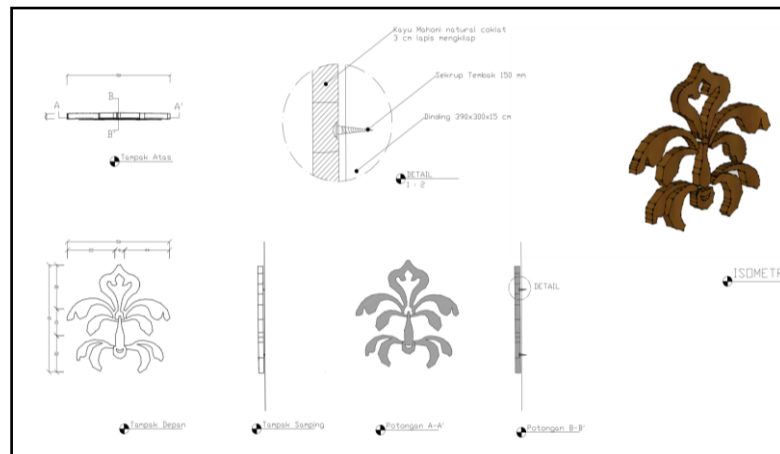 Kayu Mahoni natural coklat
3 cm lapis mengkilap
Sekrup Tembak 150 mm
Dinding 390x300x15 cm
B
A
A'
B'
Tampak Atas
DETAIL
1 : 2
ISOMETR
DETAIL
Tampak Depan
Tampak Samping
Potongan A-A'
Potongan B-B'